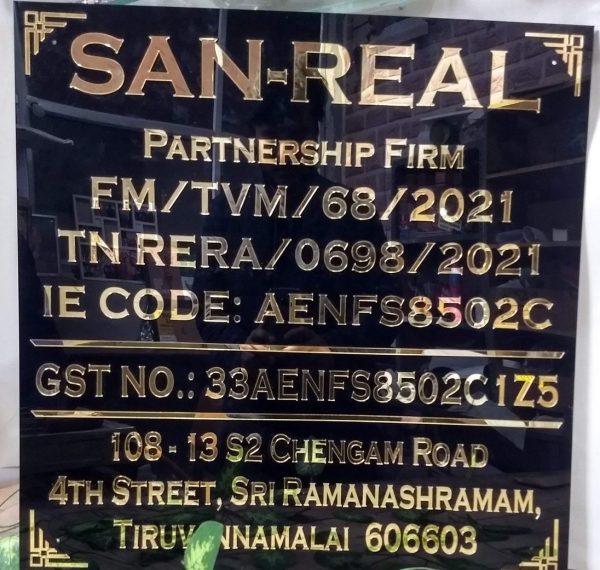 SAN-REAL
PARTNERSHIP FIRM
FM/TVM/68/2021
TN RERA/0698/2021
IE CODE: AENFS8502C
GST NO.: 33AENFS8502C1Z5
108 - 13 S2 CHENGAM ROAD
4TH STREET, SRI RAMANASHRAMAM,
TIRUVANNAMALAI 606603